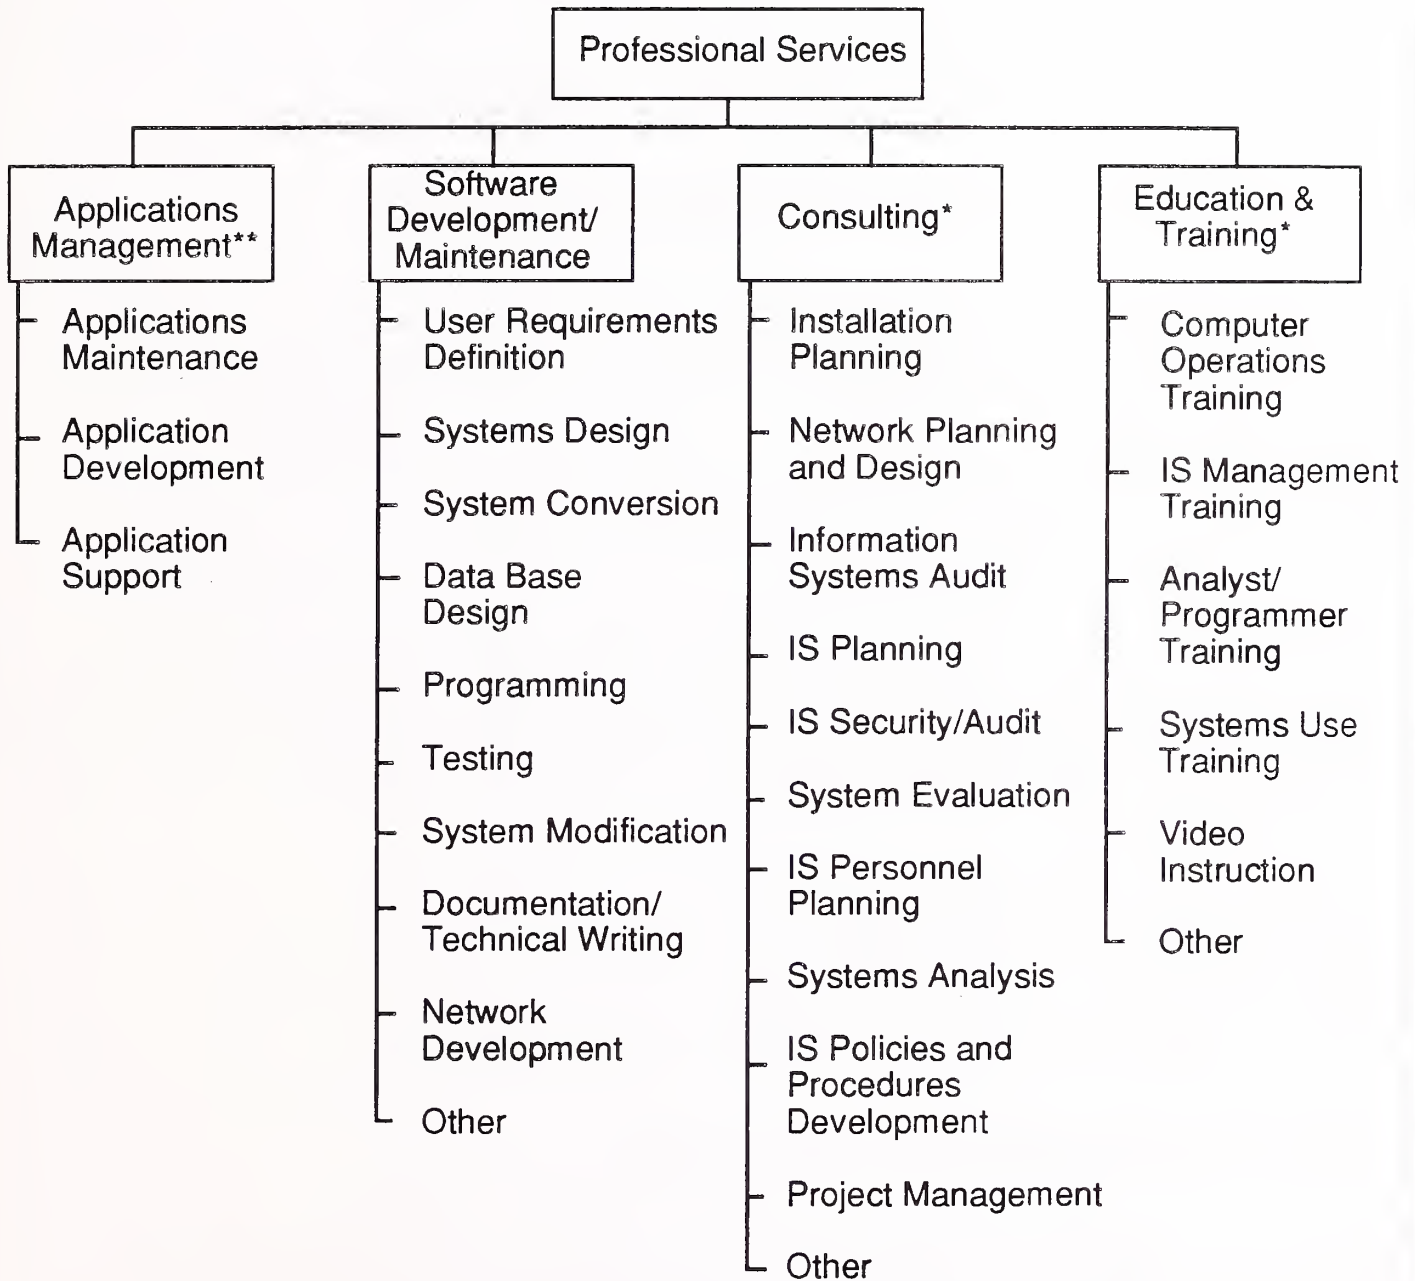 Professional Services
Applications
Management**
Software
Development/
Maintenance
Consulting*
Education &
Training*
Applications
Maintenance
Application
Development
Application
Support
User Requirements
Definition
Systems Design
System Conversion
Data Base
Design
Programming
Testing
System Modification
Documentation/
Technical Writing
Network
Development
Other
Installation
Planning
Network Planning
and Design
Information
Systems Audit
IS Planning
IS Security/Audit
System Evaluation
IS Personnel
Planning
Systems Analysis
IS Policies and
Procedures
Development
Project Management
Other
Computer
Operations
Training
IS Management
Training
Analyst/
Programmer
Training
Systems Use
Training
Video
Instruction
Other